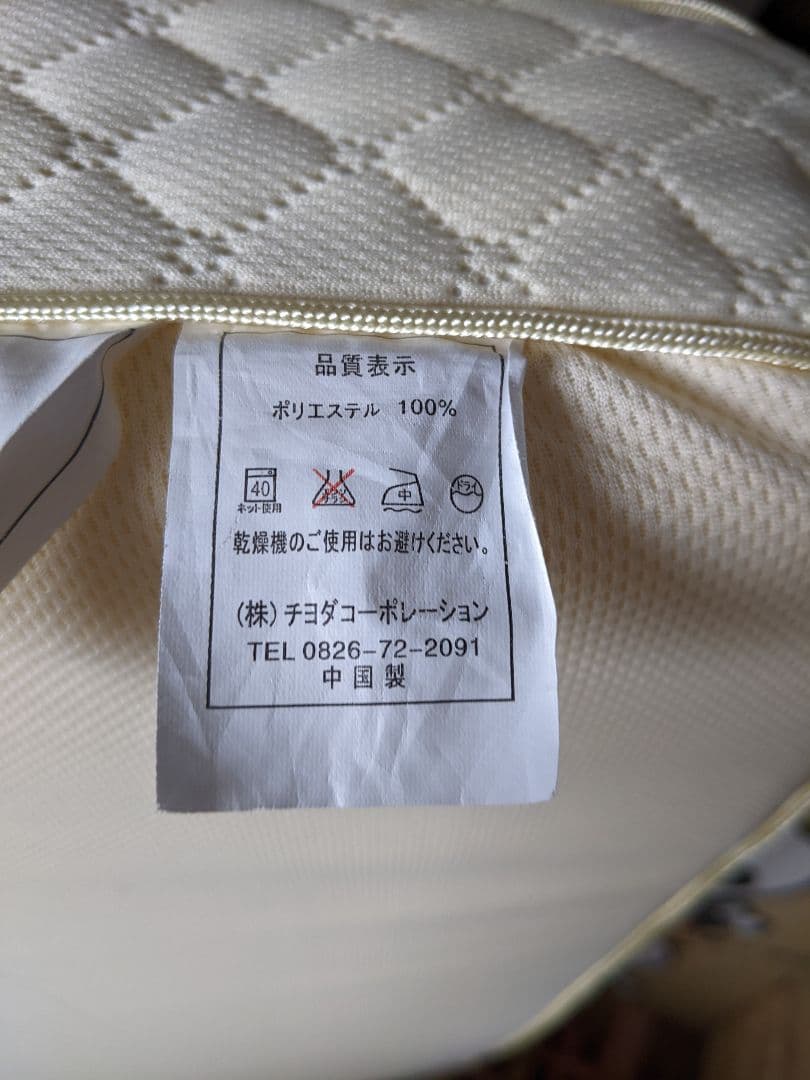 品質表示
ポリエステル 100%
40 中 ドライ
ネット使用
乾燥機のご使用はお避けください。
(株)チヨダコーポレーション
TEL 0826-72-2091
中国製